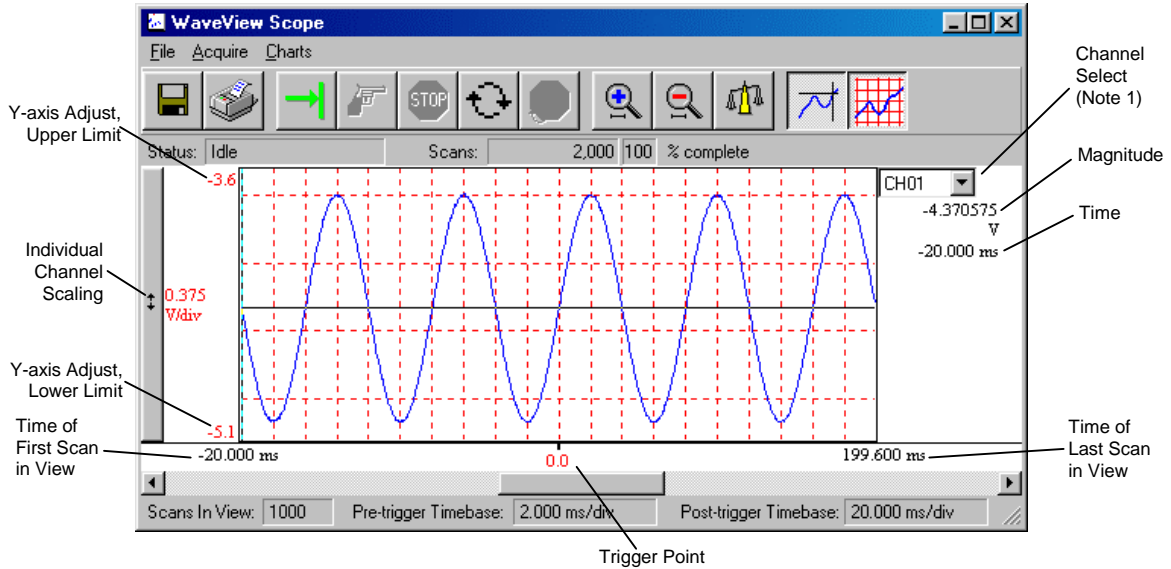 WaveView Scope
File Acquire Charts
STOP
Status: Idle Scans: 2,000 100 % complete
Channel
Select
(Note 1)
Y-axis Adjust,
Upper Limit
-3.6
CH01
Magnitude
-4.370575
V
Time
-20.000 ms
Individual
Channel
Scaling
0.375
V/div
Y-axis Adjust,
Lower Limit
-5.1
Time of
First Scan
in View
-20.000 ms
0.0
199.600 ms
Time of
Last Scan
in View
Scans In View: 1000 Pre-trigger Timebase: 2.000 ms/div Post-trigger Timebase: 20.000 ms/div
Trigger Point